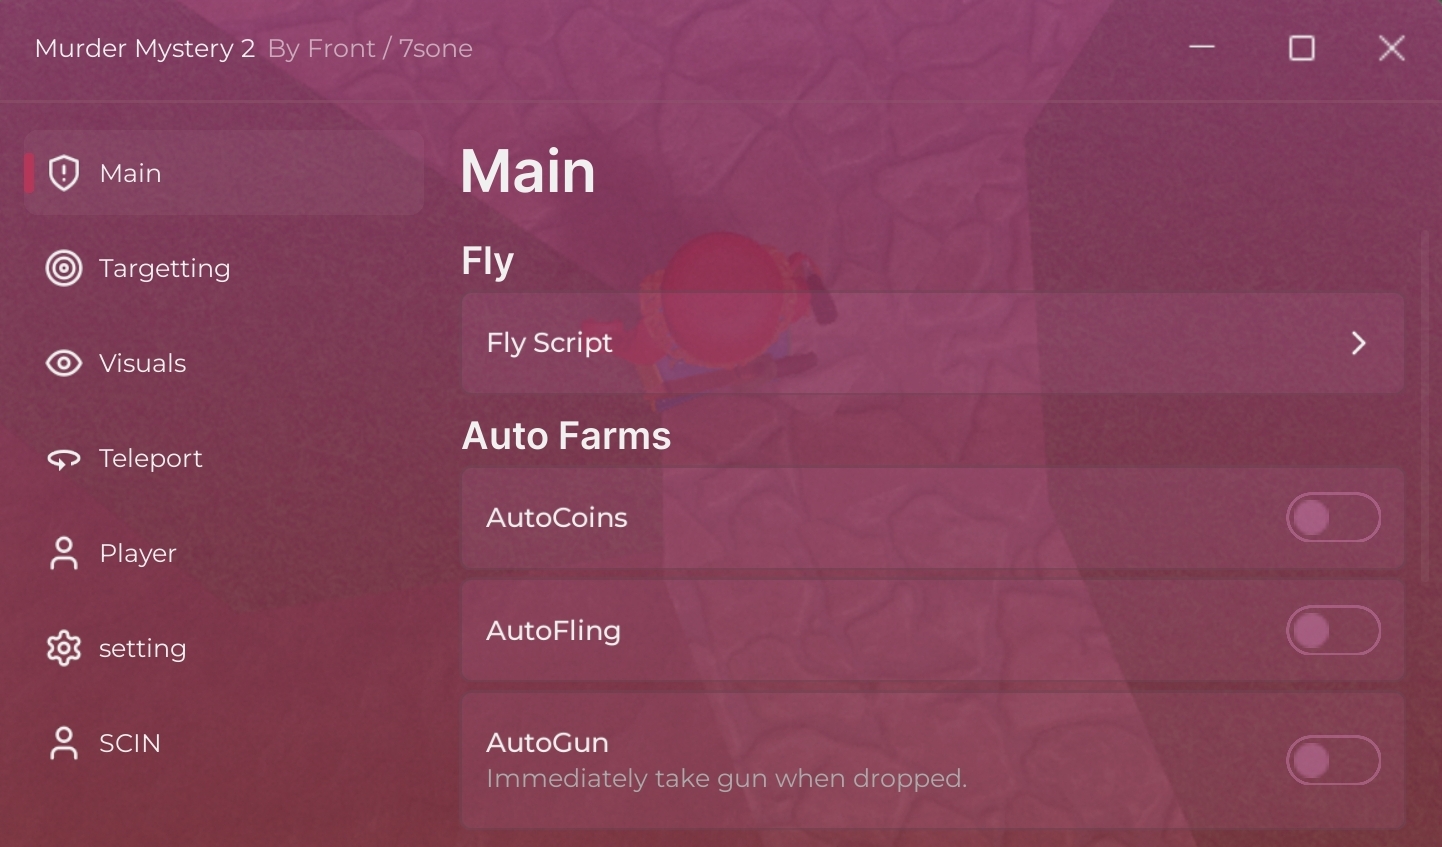 Murder Mystery 2 By Front / 7sone
Main
Targetting
Visuals
Teleport
Player
setting
SCIN
Main
Fly
Fly Script
Auto Farms
AutoCoins
AutoFling
AutoGun
Immediately take gun when dropped.